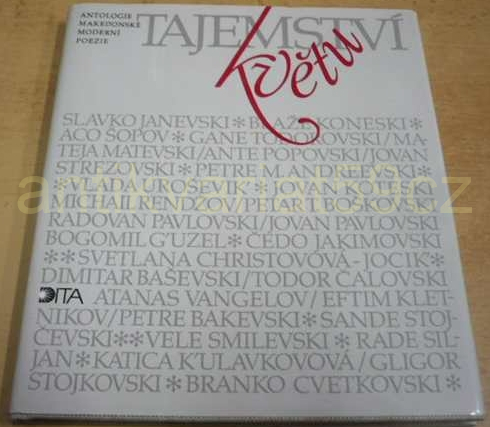 ANTOLOGIE
MAKEDONSKÉ
MODERNÍ
POEZIE
TAJEMSTVÍ
květu
SLAVKO JANEVSKI * BLAŽE KONESKI *
ACO ŠOPOV * GANE TODOROVSKI / MA-
TEJA MATEVSKI / ANTE POPOVSKI / JOVAN
STREZOVSKI * PETRE M. ANDREEVSKI
* VLADA UROŠEVIK * JOVAN KOTESKI
MICHAIL RENDŽOV / PETAR T. BOŠKOVSKI
RADOVAN PAVLOVSKI / JOVAN PAVLOVSKI
BOGOMIL G'UZEL * ČEDO JAKIMOVSKI
** SVETLANA CHRISTOVOVÁ - JOCIK *
DIMITAR BAŠEVSKI / TODOR ČALOVSKI
DITA
ATANAS VANGELOV / EFTIM KLET-
NIKOV / PETRE BAKEVSKI * SANDE STOJ-
ČEVSKI ** VELE SMILEVSKI * RADE SIL-
JAN * KATICA K'ULAVKOVOVÁ / GLIGOR
STOJKOVSKI * BRANKO CVETKOVSKI *